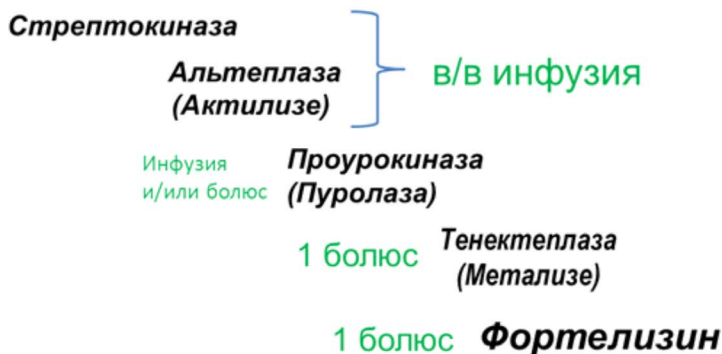 Стрептокиназа
Альтеплаза
(Актилизе)
в/в инфузия
Инфузия
и/или болюс
Проурокиназа
(Пуролаза)
1 болюс
Тенектеплаза
(Метализе)
1 болюс
Фортелизин